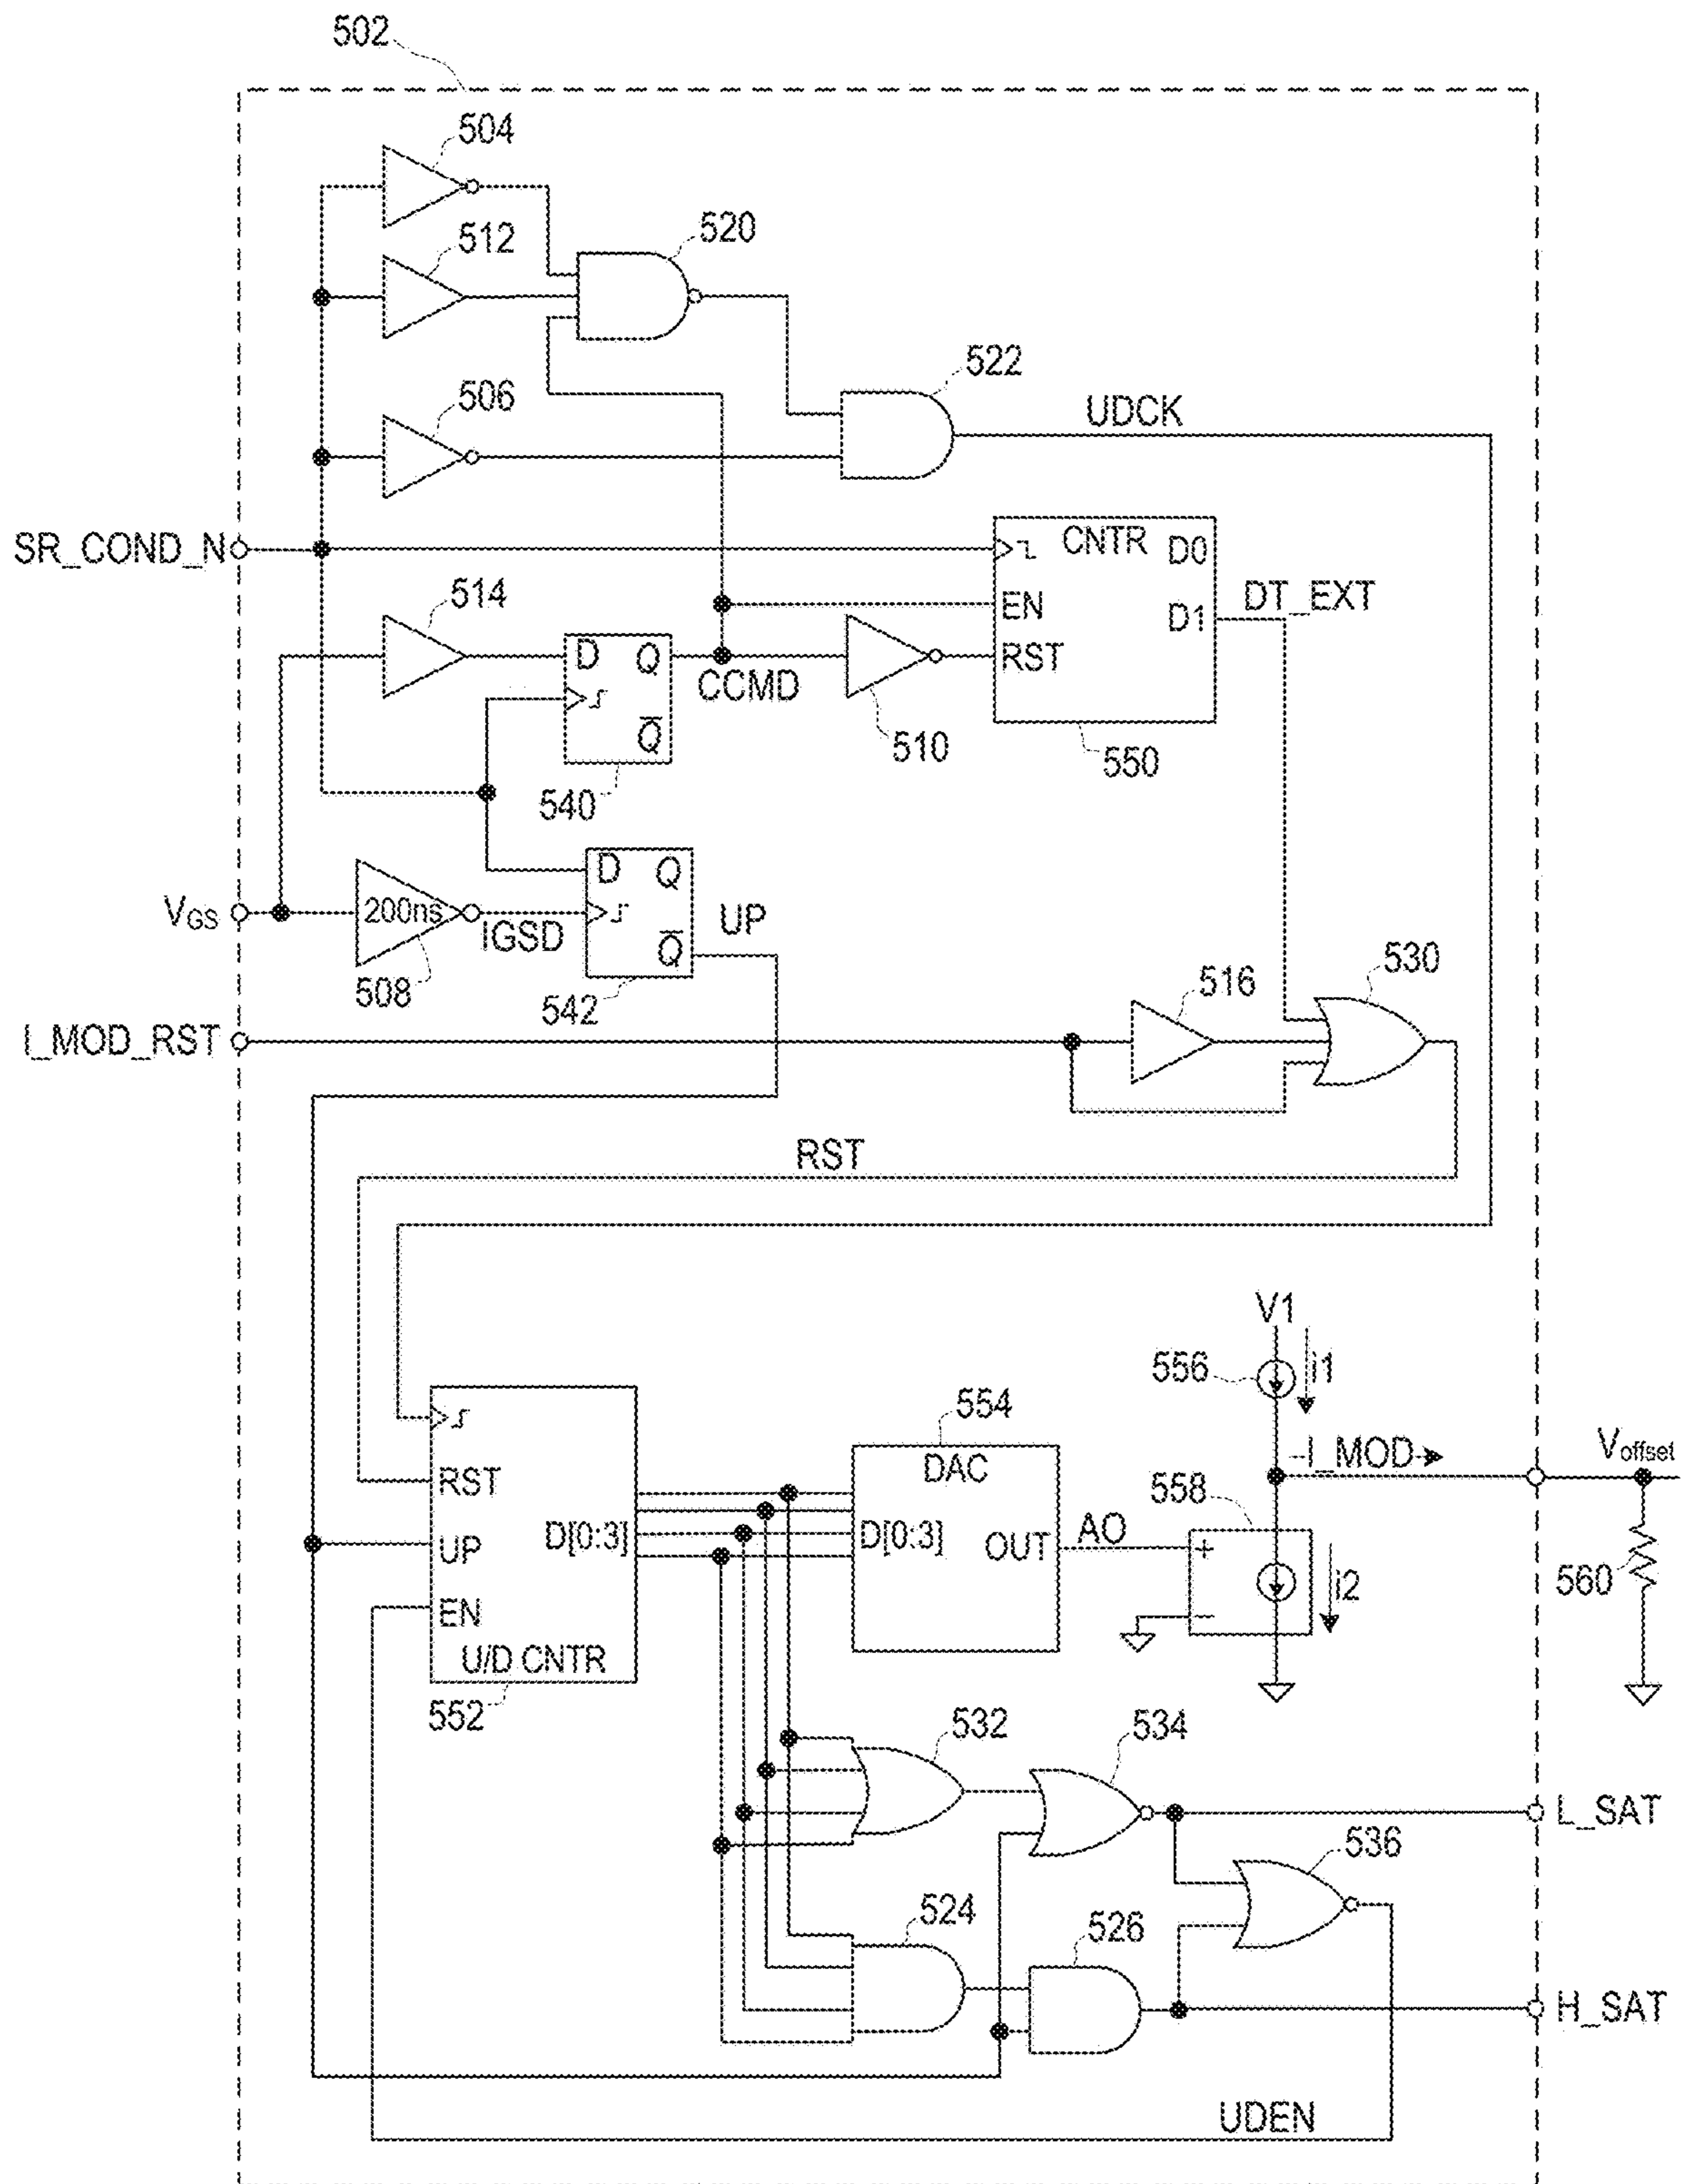 502
504
512
520
522
506
UDCK
SR_COND_N
CNTR D0
514
DT_EXT
EN
D1
D Q
RST
CCMD
Q
510
550
540
D Q
VGS
200ns
IGSD
UP
Q
508
542
530
516
I_MOD_RST
RST
V1
556
i1
554
I_MOD
Voffset
DAC
RST
558
D[0:3]
D[0:3]
AO
UP
OUT
+
560
i2
EN
−
U/D CNTR
552
532
534
L_SAT
536
524
526
H_SAT
UDEN